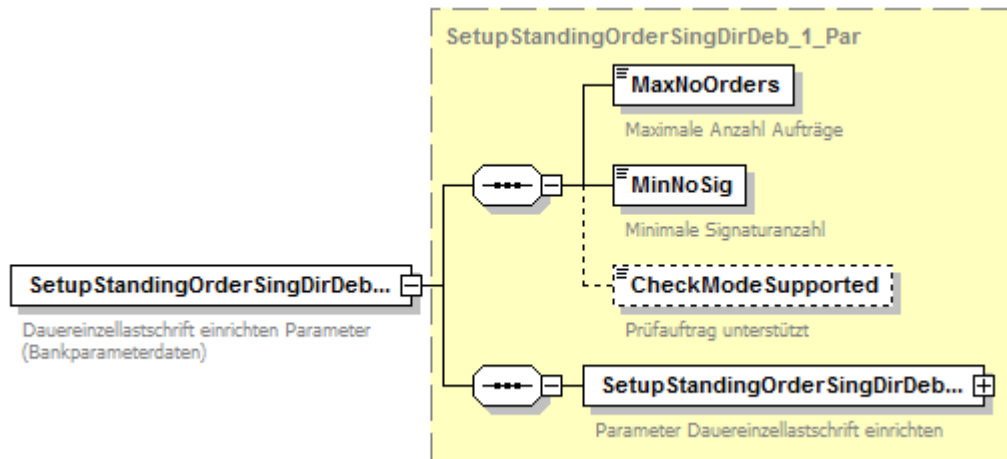 SetupStandingOrderSingDirDeb_1_Par
MaxNoOrders
Maximale Anzahl Aufträge
MinNoSig
Minimale Signaturanzahl
CheckModeSupported
Prüfauftrag unterstützt
SetupStandingOrderSingDirDeb...
Dauereinzellastschrift einrichten Parameter
(Bankparameterdaten)
SetupStandingOrderSingDirDeb...
Parameter Dauereinzellastschrift einrichten